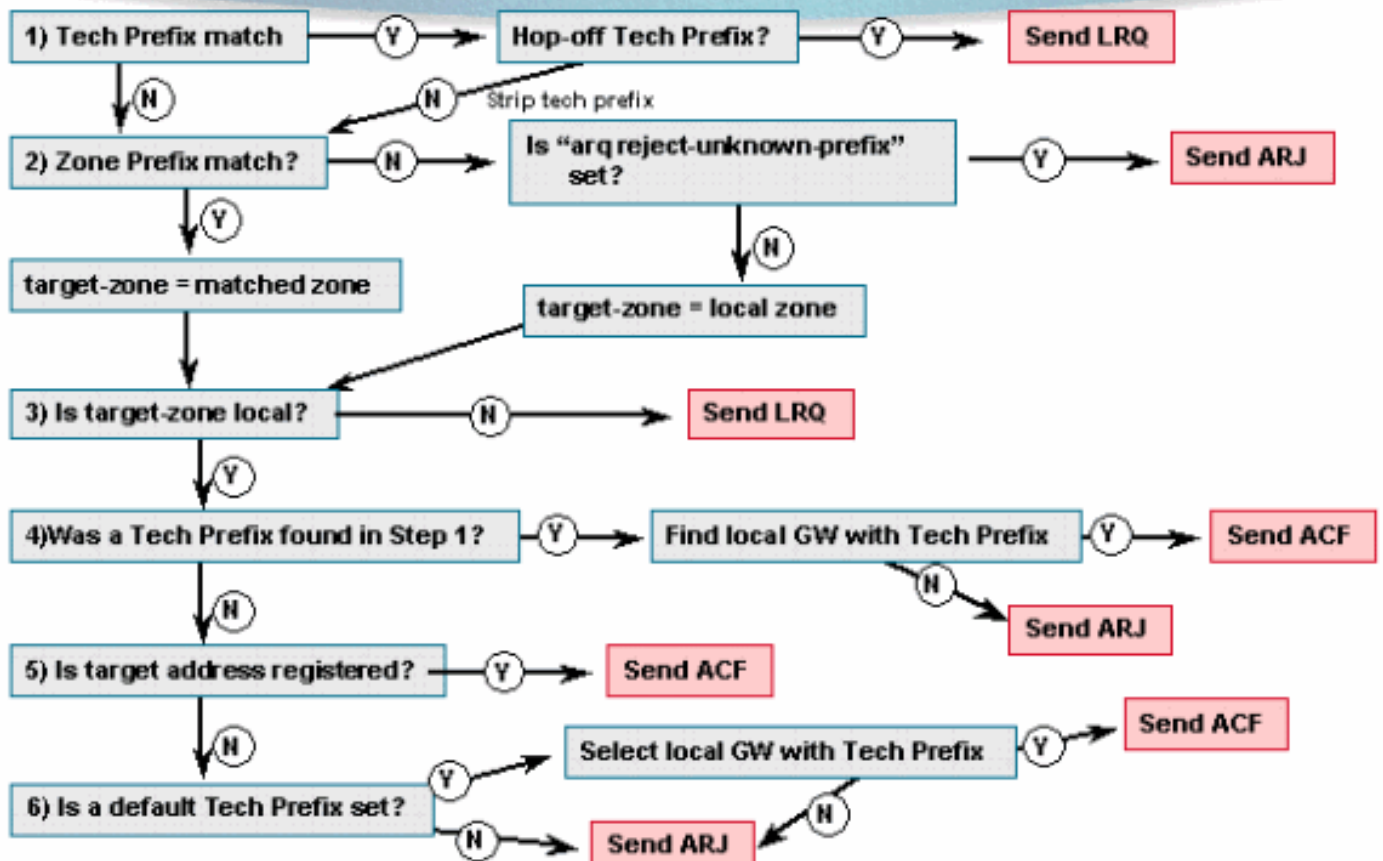 1) Tech Prefix match
Y
Hop-off Tech Prefix?
Y
Send LRQ
N
N
Strip tech prefix
2) Zone Prefix match?
N
Is “arq reject-unknown-prefix”
set?
Y
Send ARJ
Y
N
target-zone = matched zone
target-zone = local zone
3) Is target-zone local?
N
Send LRQ
Y
4)Was a Tech Prefix found in Step 1?
Y
Find local GW with Tech Prefix
Y
Send ACF
N
N
Send ARJ
5) Is target address registered?
Y
Send ACF
N
Select local GW with Tech Prefix
Y
Send ACF
6) Is a default Tech Prefix set?
Y
N
N
Send ARJ